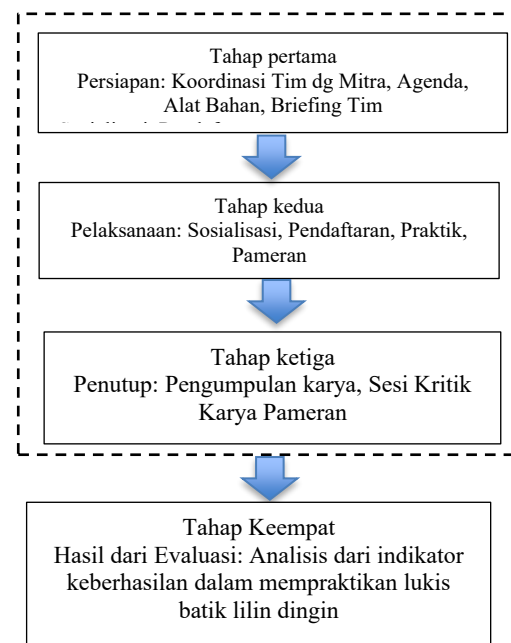 Tahap pertama
Persiapan: Koordinasi Tim dg Mitra, Agenda,
Alat Bahan, Briefing Tim
Tahap kedua
Pelaksanaan: Sosialisasi, Pendaftaran, Praktik,
Pameran
Tahap ketiga
Penutup: Pengumpulan karya, Sesi Kritik
Karya Pameran
Tahap Keempat
Hasil dari Evaluasi: Analisis dari indikator
keberhasilan dalam mempraktikan lukis
batik lilin dingin